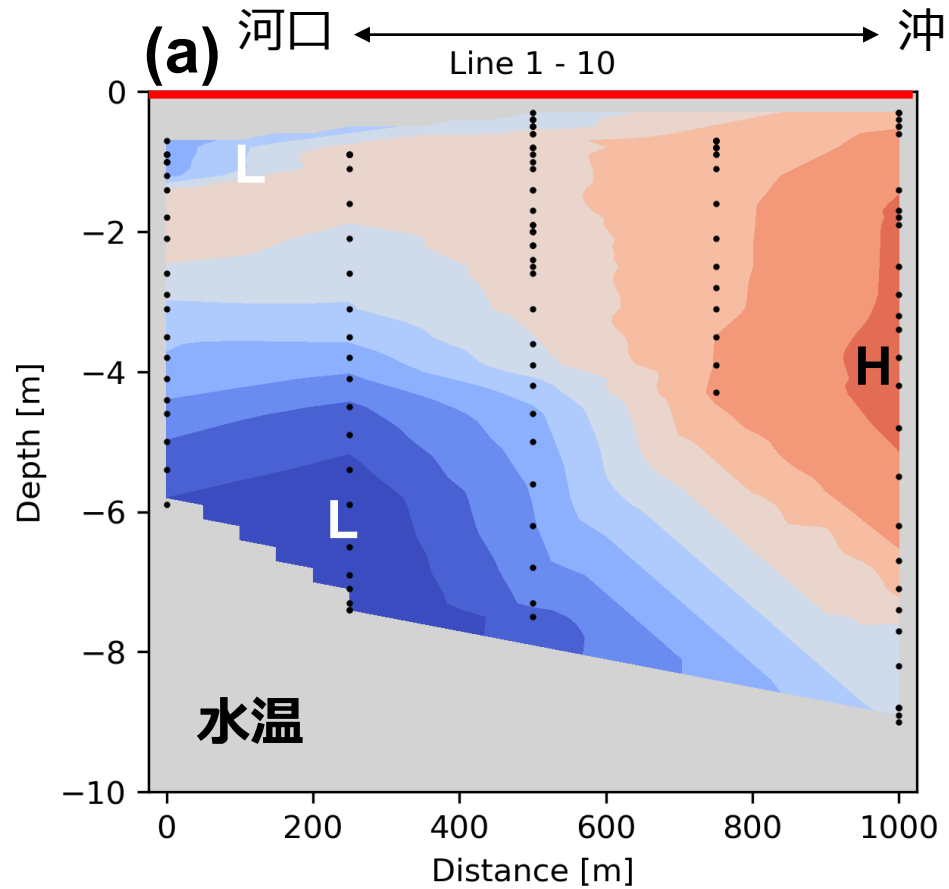 (a) 河口 沖
Line 1 - 10
0
−2
−4
−6
−8
−10
Depth [m]
L
H
L
水温
0 200 400 600 800 1000
Distance [m]